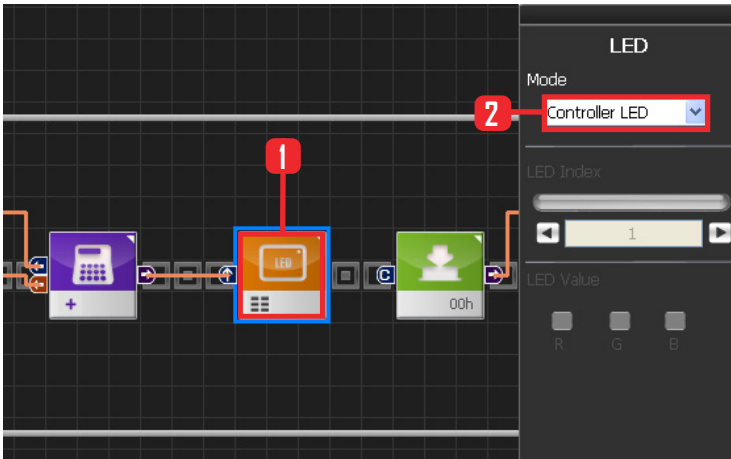 LED
Mode
2
Controller LED
1
LED Index
1
LED
C
+
00h
LED Value
R G B